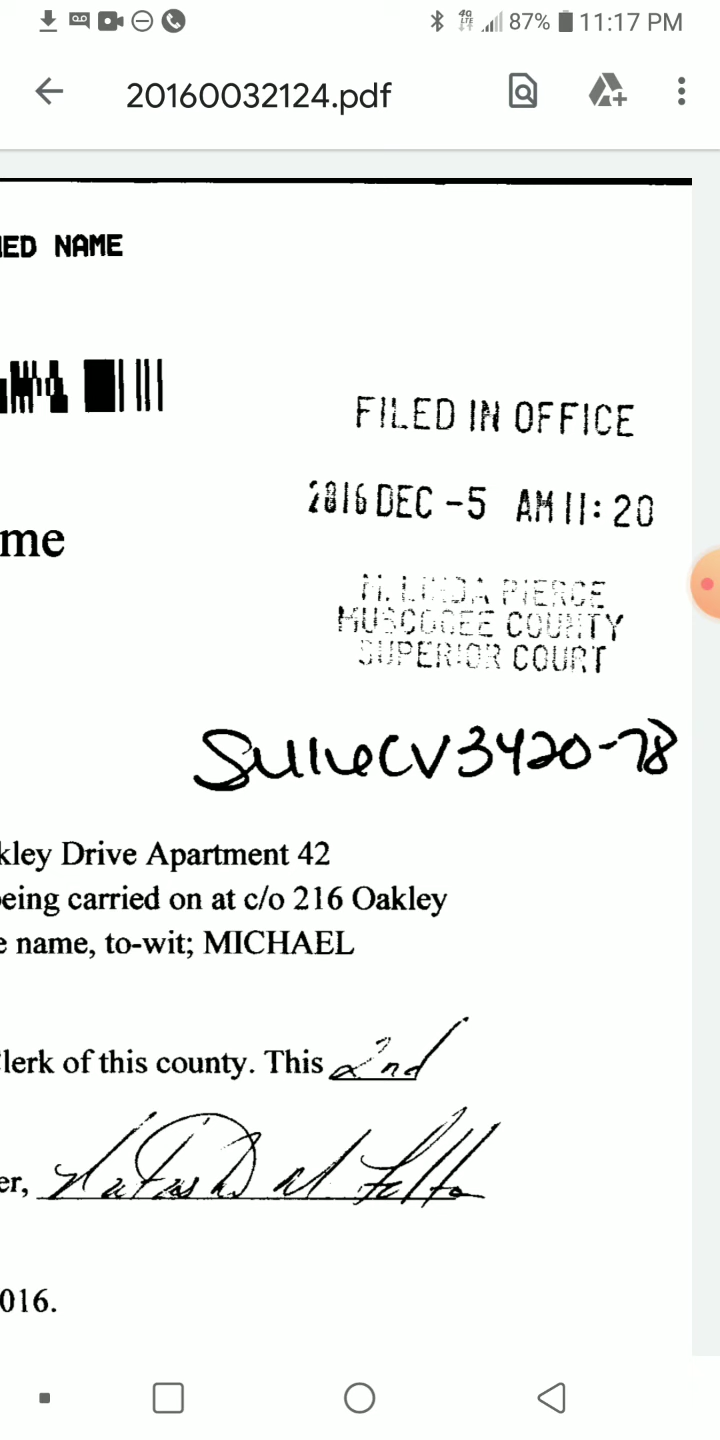 87% 11:17 PM
20160032124.pdf
ED NAME
FILED IN OFFICE
2016 DEC -5 AM 11:20
M. LINDA PIERCE
MUSCOGEE COUNTY
SUPERIOR COURT
SU16CV3420-78
kley Drive Apartment 42
being carried on at c/o 216 Oakley
e name, to-wit; MICHAEL
lerk of this county. This 2nd
er,
016.